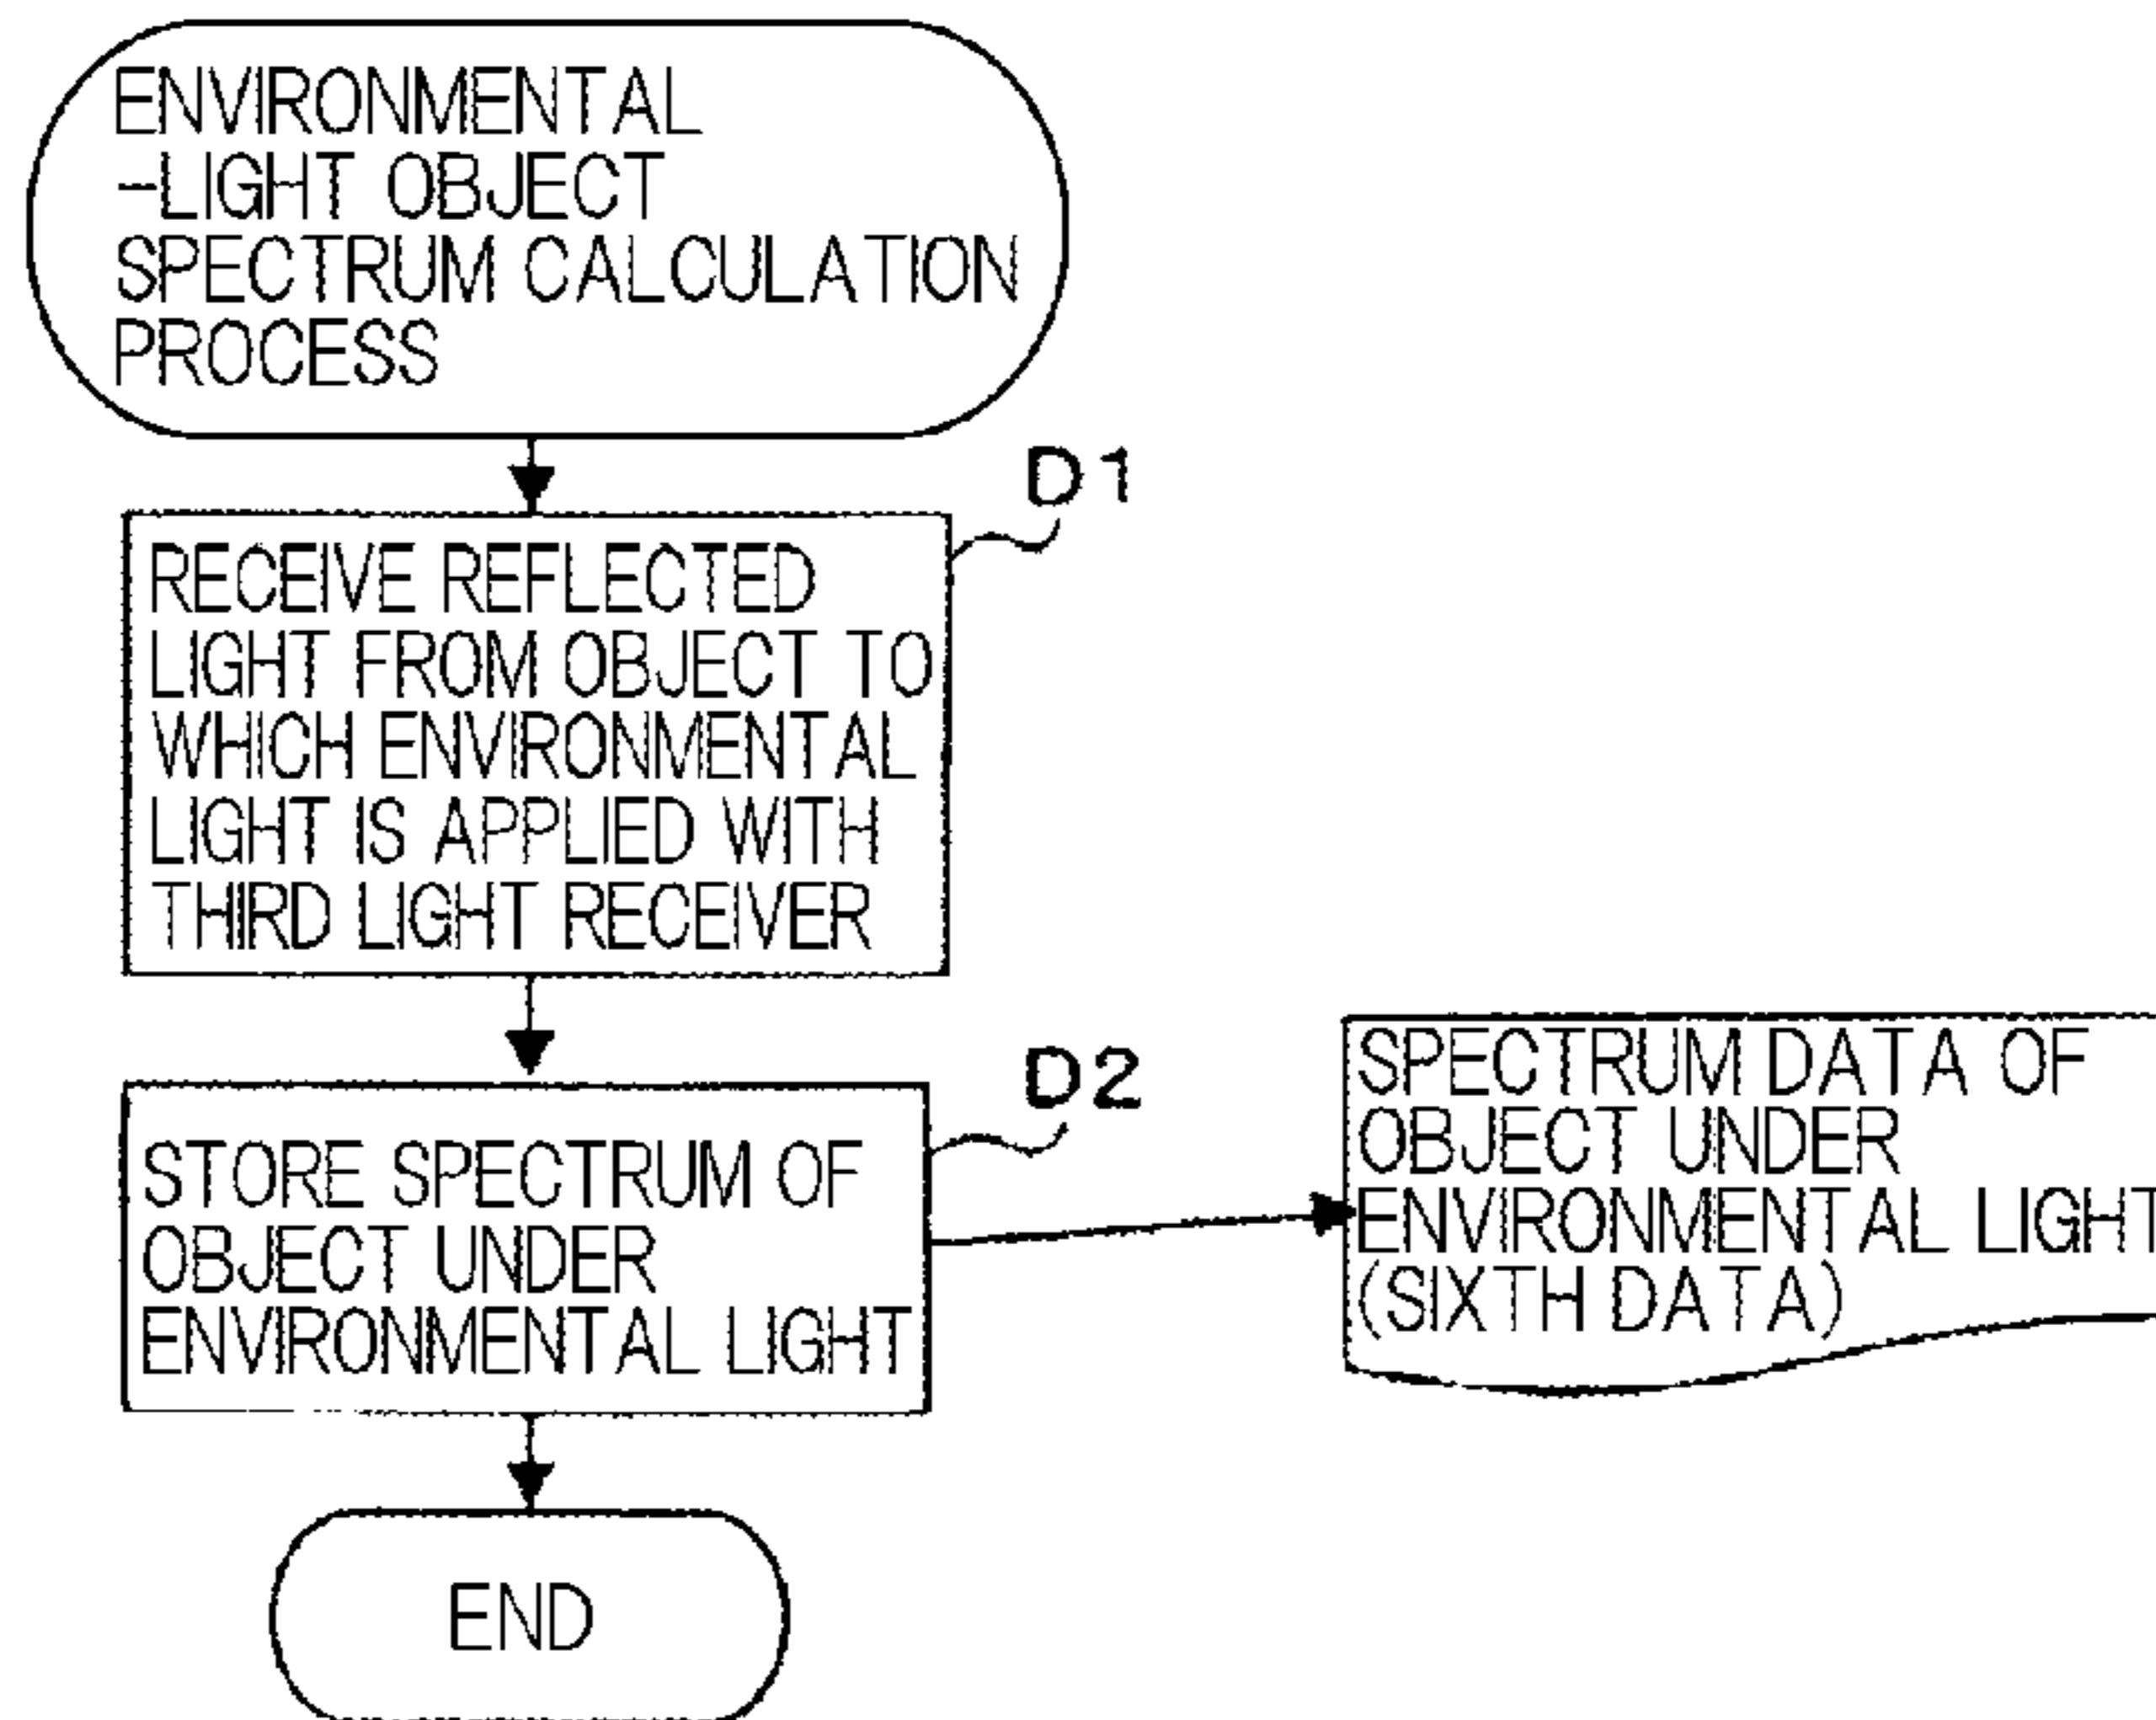 ENVIRONMENTAL
-LIGHT OBJECT
SPECTRUM CALCULATION
PROCESS
D1
RECEIVE REFLECTED
LIGHT FROM OBJECT TO
WHICH ENVIRONMENTAL
LIGHT IS APPLIED WITH
THIRD LIGHT RECEIVER
D2
STORE SPECTRUM OF
OBJECT UNDER
ENVIRONMENTAL LIGHT
SPECTRUM DATA OF
OBJECT UNDER
ENVIRONMENTAL LIGHT
(SIXTH DATA)
END